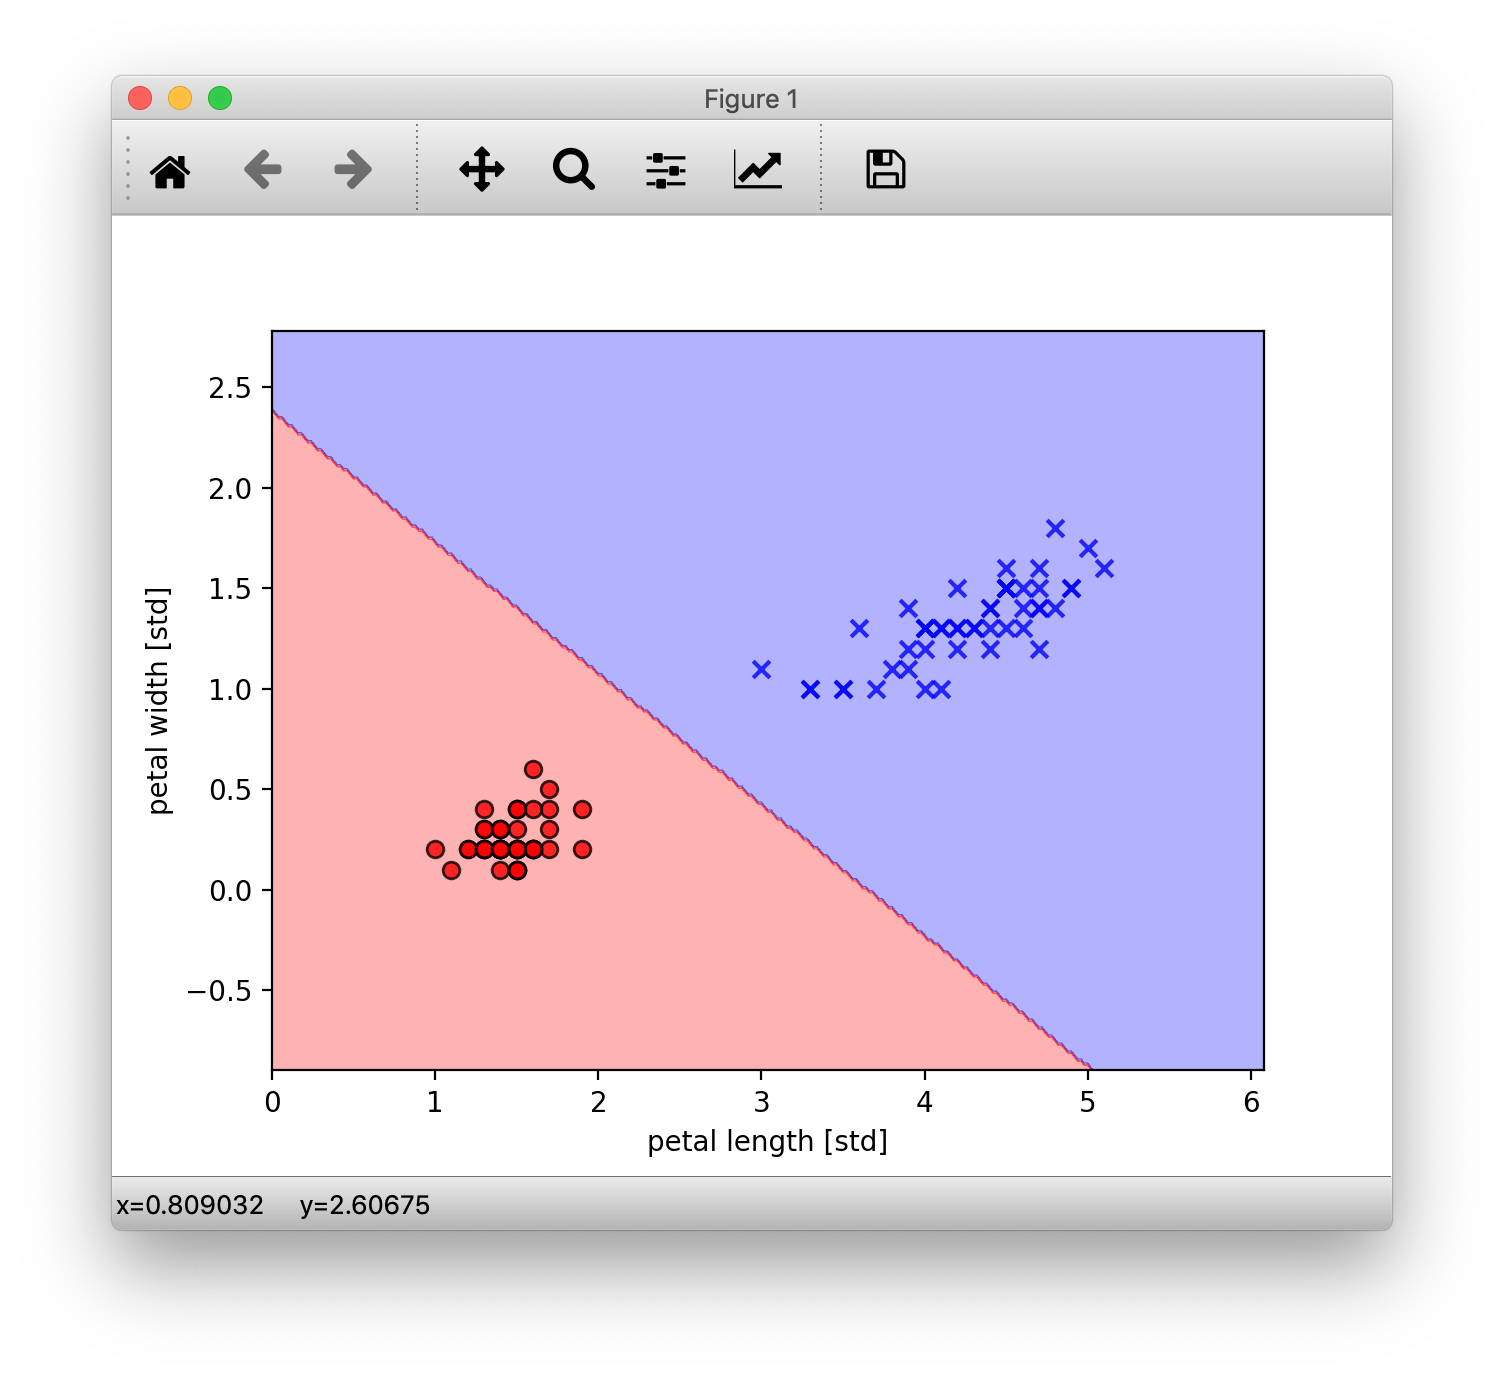 Figure 1
2.5
2.0
1.5
1.0
0.5
0.0
−0.5
petal width [std]
0 1 2 3 4 5 6
petal length [std]
x=0.809032 y=2.60675